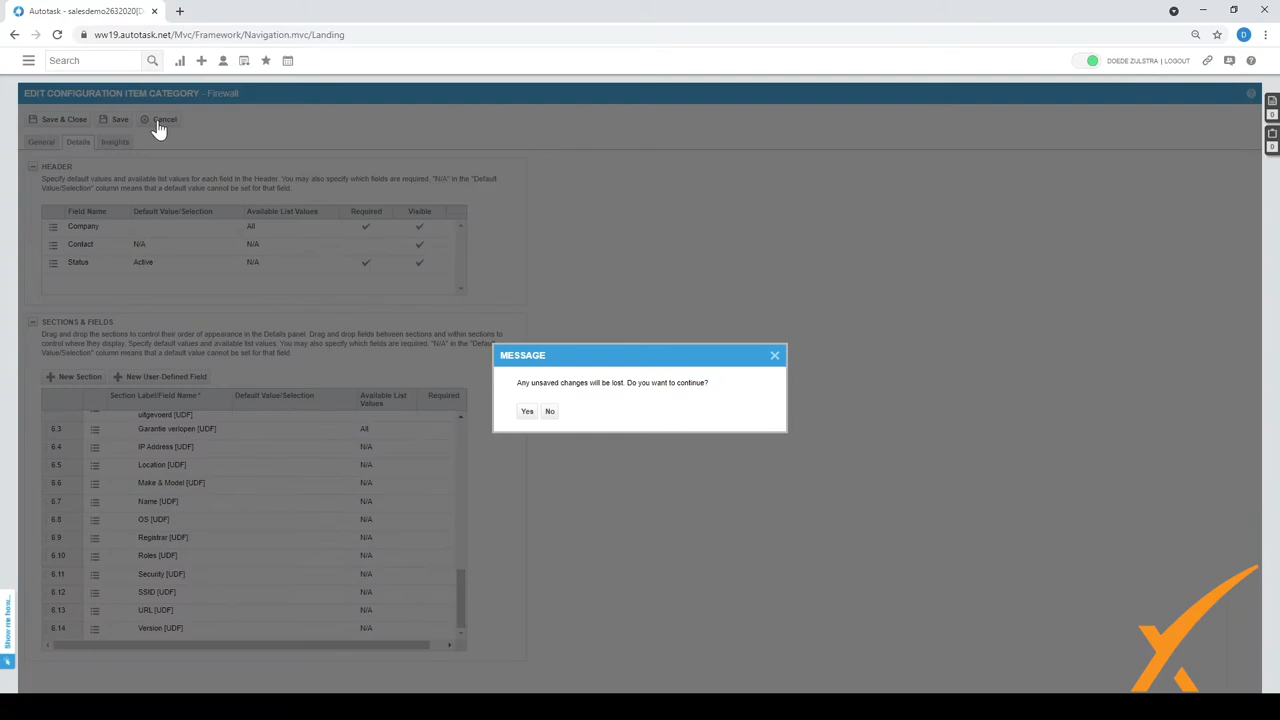 Autotask - salesdemo2632020[D
ww19.autotask.net/Mvc/Framework/Navigation.mvc/Landing
D
Search
DOEDE ZIJLSTRA | LOGOUT
EDIT CONFIGURATION ITEM CATEGORY - Firewall
Save & Close Save Cancel
0
General Details Insights
0
HEADER
Specify default values and available list values for each field in the Header. You may also specify which fields are required. "N/A" in the "Default
Value/Selection" column means that a default value cannot be set for that field.
Field Name Default Value/Selection Available List Values Required Visible
Company All
Contact N/A N/A
Status Active N/A
SECTIONS & FIELDS
Drag and drop the sections to control their order of appearance in the Details panel. Drag and drop fields between sections and within sections to
control where they display. Specify default values and available list values. You may also specify which fields are required. "N/A" in the "Default
Value/Selection" column means that a default value cannot be set for that field.
New Section New User-Defined Field
Section Label/Field Name* Default Value/Selection Available List Values Required
uitgevoerd [UDF]
6.3 Garantie verlopen [UDF] All
6.4 IP Address [UDF] N/A
6.5 Location [UDF] N/A
6.6 Make & Model [UDF] N/A
6.7 Name [UDF] N/A
6.8 OS [UDF] N/A
6.9 Registrar [UDF] N/A
6.10 Roles [UDF] N/A
6.11 Security [UDF] N/A
6.12 SSID [UDF] N/A
6.13 URL [UDF] N/A
6.14 Version [UDF] N/A
MESSAGE
Any unsaved changes will be lost. Do you want to continue?
Yes No
Show me how...